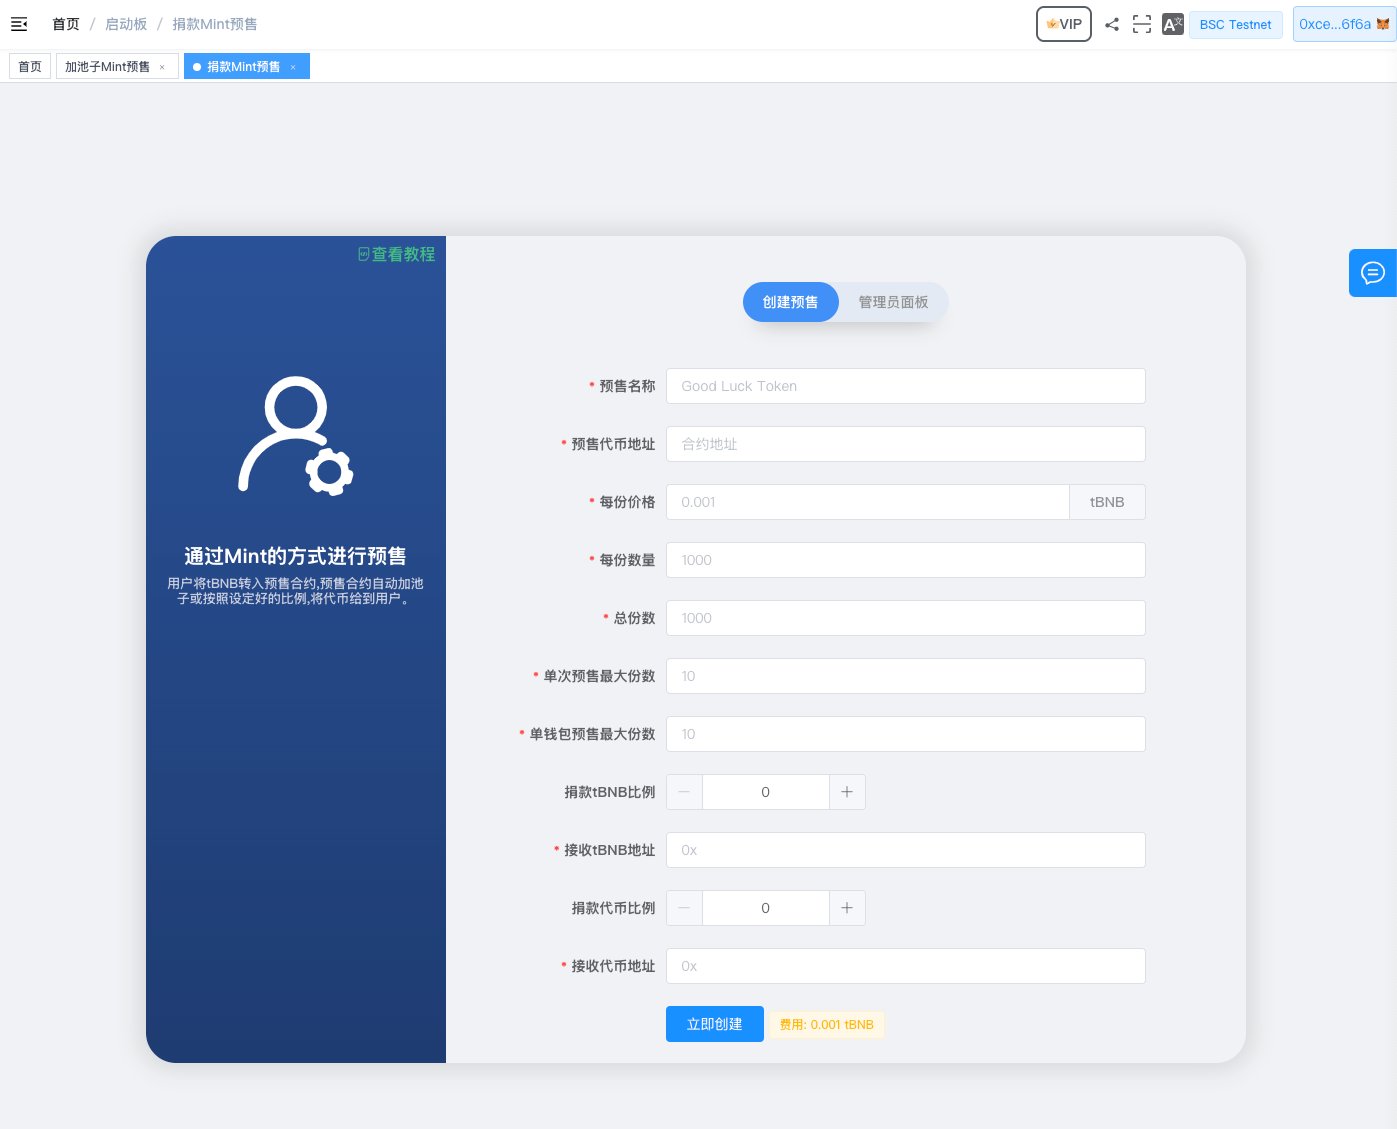 首页 / 启动板 / 捐款Mint预售
VIP
A文
BSC Testnet
0xce...6f6a
首页
加池子Mint预售 ×
捐款Mint预售 ×
查看教程
通过Mint的方式进行预售
用户将tBNB转入预售合约,预售合约自动加池
子或按照设定好的比例,将代币给到用户。
创建预售
管理员面板
* 预售名称
Good Luck Token
* 预售代币地址
合约地址
* 每份价格
0.001
tBNB
* 每份数量
1000
* 总份数
1000
* 单次预售最大份数
10
* 单钱包预售最大份数
10
捐款tBNB比例
0
* 接收tBNB地址
0x
捐款代币比例
0
* 接收代币地址
0x
立即创建
费用: 0.001 tBNB